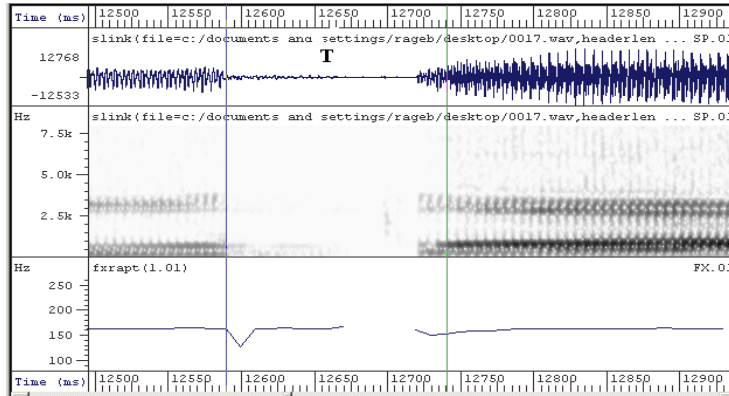 Time (ms) 12500 12550 12600 12650 12700 12750 12800 12850 12900
slink(file=c:/documents and settings/rageb/desktop/0017.wav,headerlen ... SP.01
T
12768
-12533
Hz slink(file=c:/documents and settings/rageb/desktop/0017.wav,headerlen ... SP.01
7.5k
5.0k
2.5k
Hz fxrapt(1.01) FX.01
250
200
150
100
Time (ms) 12500 12550 12600 12650 12700 12750 12800 12850 12900